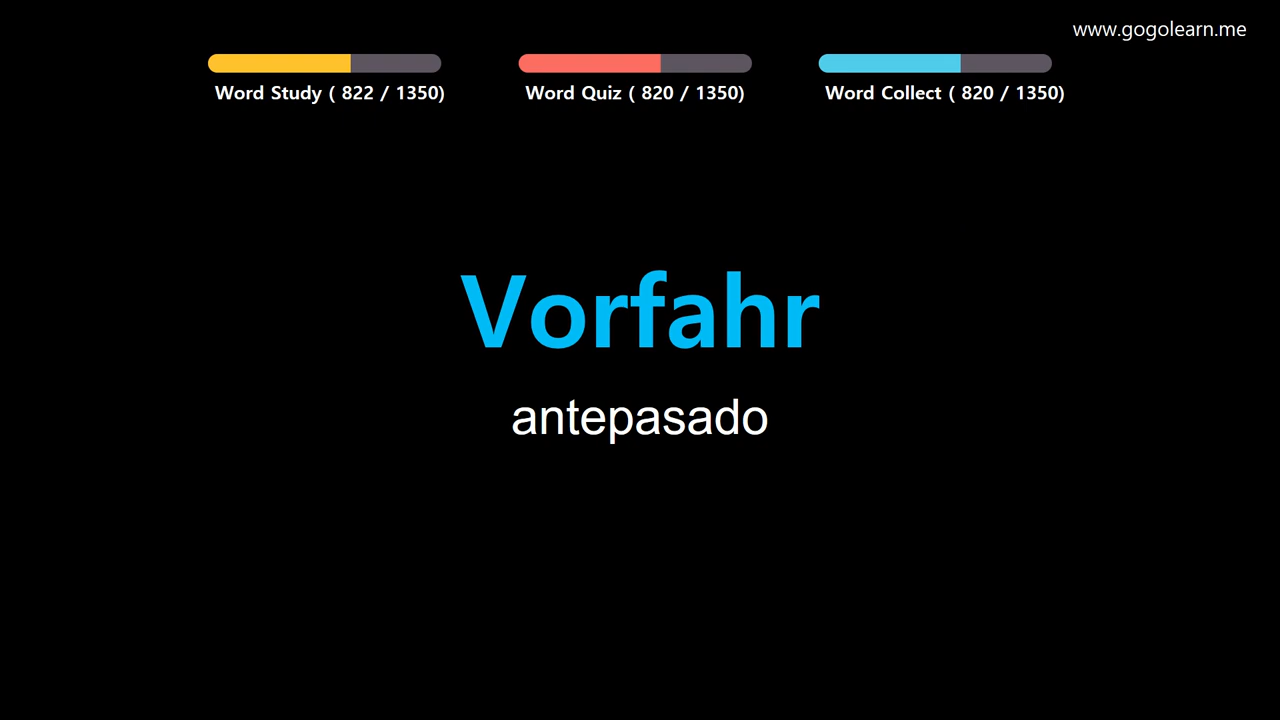 www.gogolearn.me
Word Study ( 822 / 1350)
Word Quiz ( 820 / 1350)
Word Collect ( 820 / 1350)
Vorfahr
antepasado